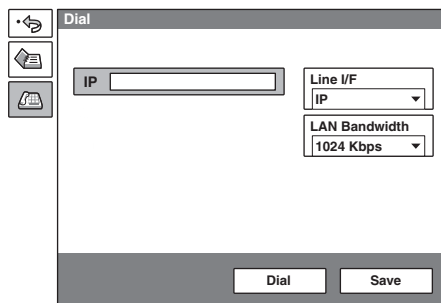 Dial
IP
Line I/F
IP
LAN Bandwidth
1024 Kbps
Dial
Save